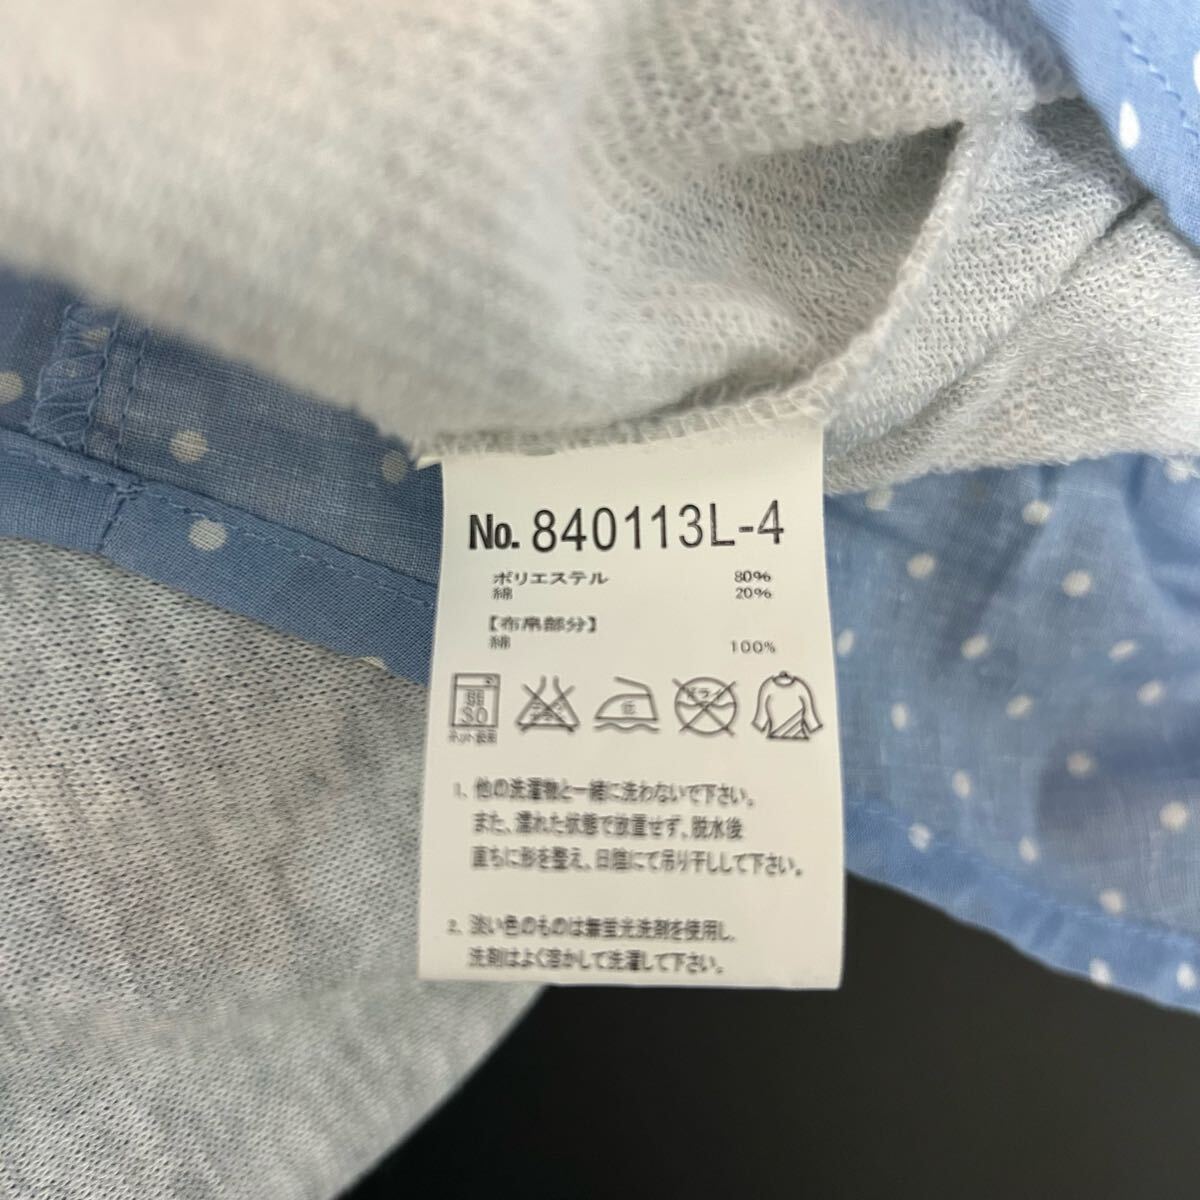 No. 840113L-4
ポリエステル 80%
綿 20%
【布帛部分】
綿 100%
弱
30
ネット使用
低
1. 他の洗濯物と一緒に洗わないで下さい。
また、濡れた状態で放置せず、脱水後
直ちに形を整え、日陰にて吊り干しして下さい。
2. 淡い色のものは無蛍光洗剤を使用し、
洗剤はよく溶かして洗濯して下さい。